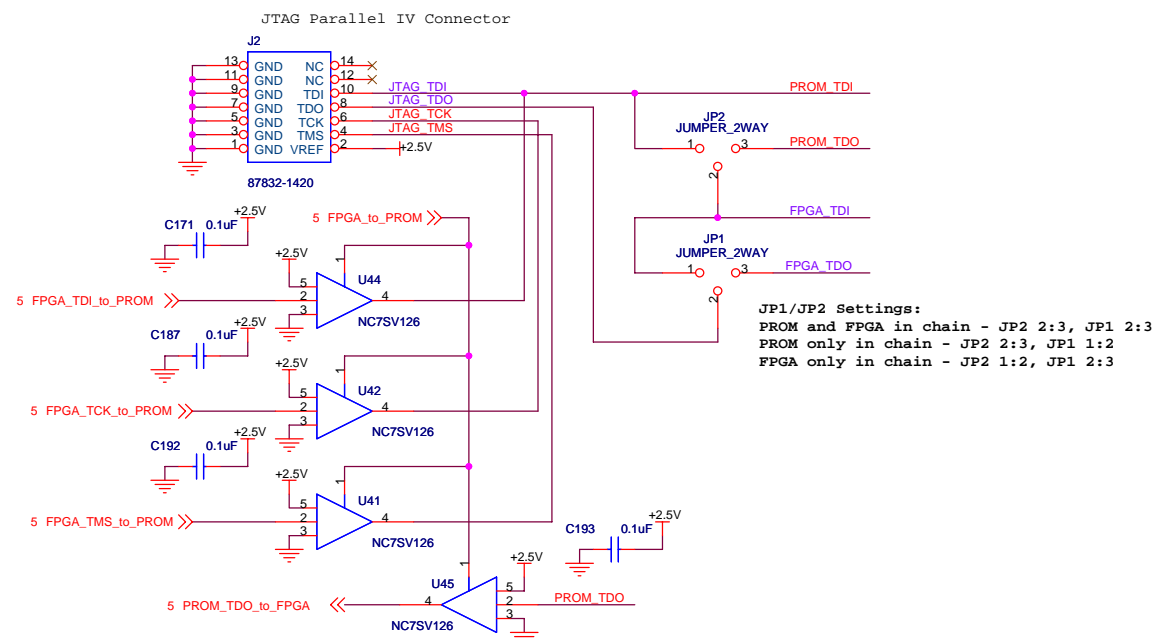 JTAG Parallel IV Connector
J2
13 GND NC 14
11 GND NC 12
9 GND TDI 10 JTAG_TDI PROM_TDI
7 GND TDO 8 JTAG_TDO
5 GND TCK 6 JTAG_TCK
3 GND TMS 4 JTAG_TMS
1 GND VREF 2 +2.5V
87832-1420
JP2
JUMPER_2WAY
1 3 PROM_TDO
2
FPGA_TDI
JP1
JUMPER_2WAY
1 3 FPGA_TDO
2
JP1/JP2 Settings:
PROM and FPGA in chain - JP2 2:3, JP1 2:3
PROM only in chain - JP2 2:3, JP1 1:2
FPGA only in chain - JP2 1:2, JP1 2:3
+2.5V
C171 0.1uF
5 FPGA_to_PROM
+2.5V
1
U44
5
5 FPGA_TDI_to_PROM 2 4
3
NC7SV126
+2.5V
C187 0.1uF
+2.5V
1
U42
5
5 FPGA_TCK_to_PROM 2 4
3
NC7SV126
+2.5V
C192 0.1uF
+2.5V
1
U41
5
5 FPGA_TMS_to_PROM 2 4
3
NC7SV126
+2.5V
C193 0.1uF
+2.5V
1
U45
5
5 PROM_TDO_to_FPGA 4 2 PROM_TDO
3
NC7SV126